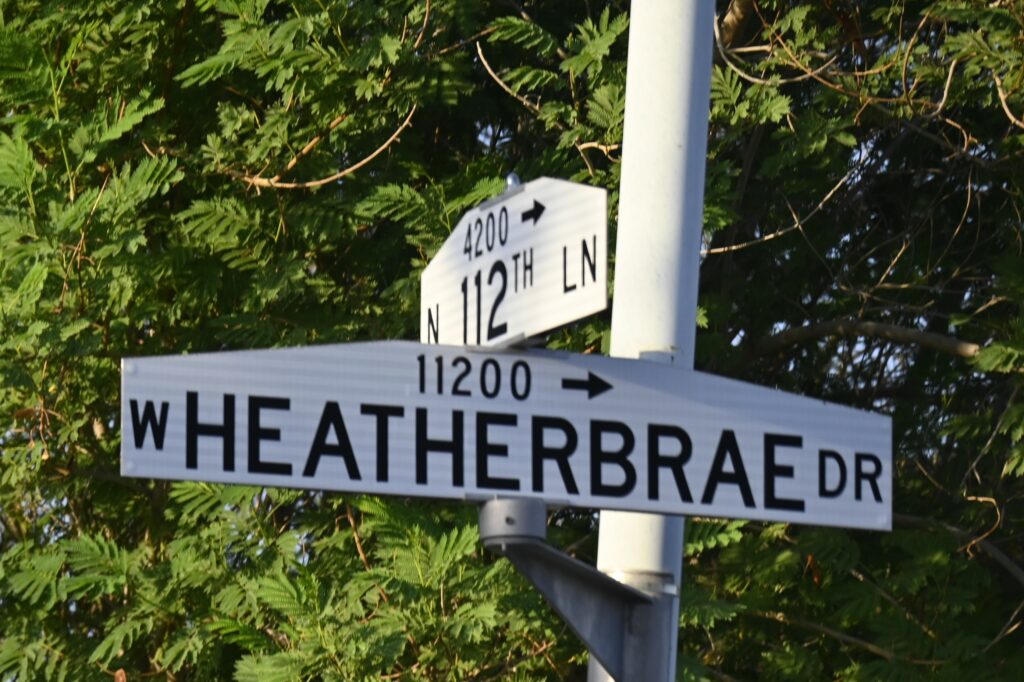 4200 →
N 112TH LN
11200 →
W HEATHERBRAE DR